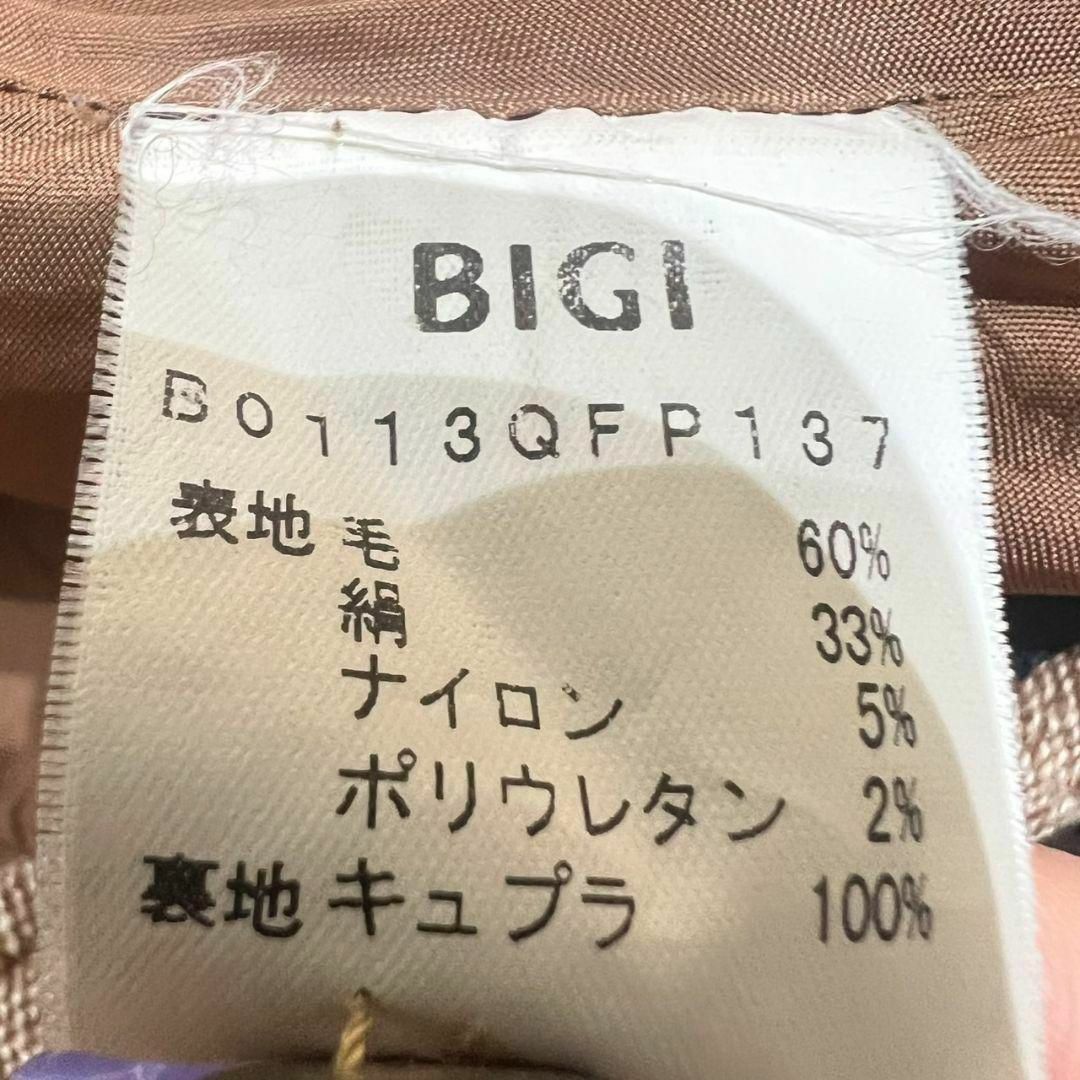 BIGI
B0113QFP137
表地 毛 60%
絹 33%
ナイロン 5%
ポリウレタン 2%
裏地 キュプラ 100%